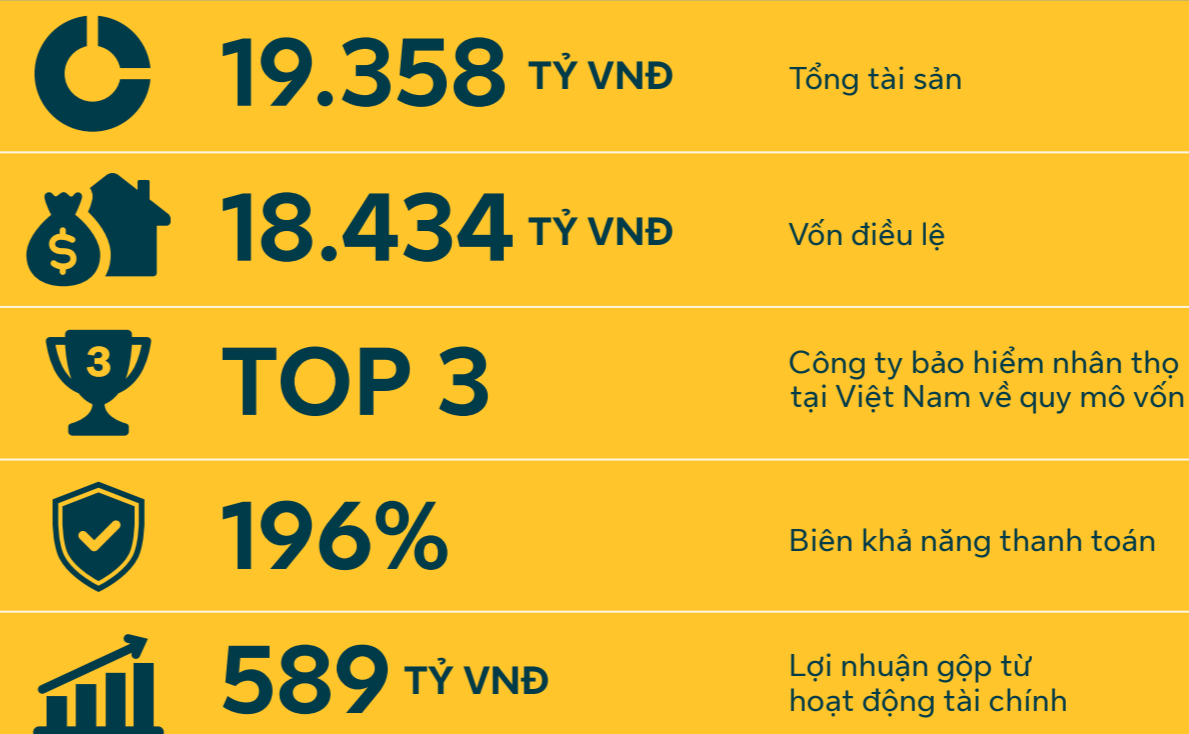 19.358 TỶ VNĐ Tổng tài sản
$
18.434 TỶ VNĐ Vốn điều lệ
3
TOP 3
Công ty bảo hiểm nhân thọ
tại Việt Nam về quy mô vốn
196% Biên khả năng thanh toán
589 TỶ VNĐ
Lợi nhuận gộp từ
hoạt động tài chính